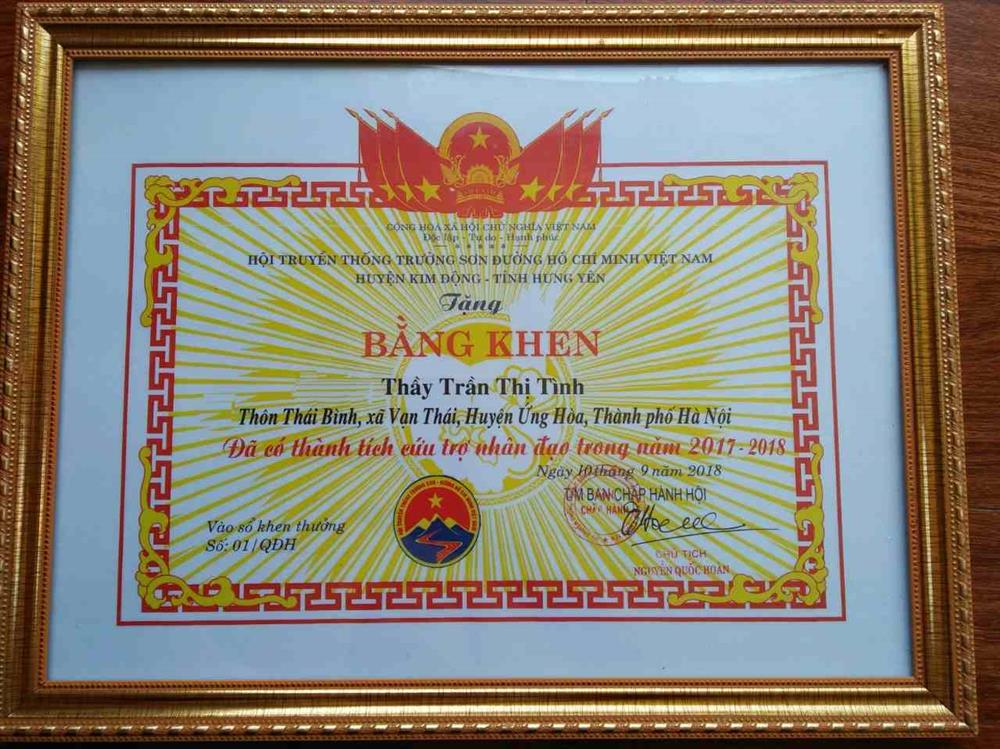 CỘNG HÒA XÃ HỘI CHỦ NGHĨA VIỆT NAM
Độc lập - Tự do - Hạnh phúc
HỘI TRUYỀN THỐNG TRƯỜNG SƠN ĐƯỜNG HỒ CHÍ MINH VIỆT NAM
HUYỆN KIM ĐỘNG - TỈNH HƯNG YÊN
Tặng
BẰNG KHEN
Thầy Trần Thị Tình
Thôn Thái Bình, xã Vạn Thái, Huyện Ứng Hòa, Thành phố Hà Nội
Đã có thành tích cứu trợ nhân đạo trong năm 2017 - 2018
Ngày 10 tháng 9 năm 2018
T/M BAN CHẤP HÀNH HỘI
CHẤP HÀNH
Vào sổ khen thưởng
Số: 01/QĐH
CHỦ TỊCH
NGUYỄN QUỐC HOÀN